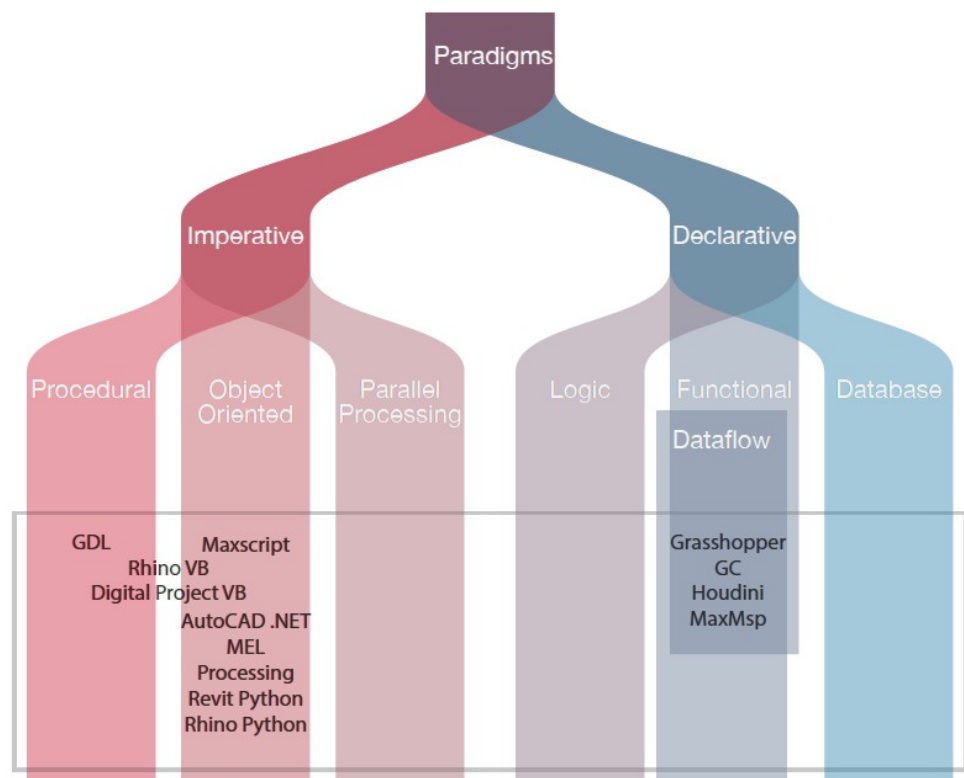 Paradigms
Imperative
Declarative
Procedural
Object
Oriented
Parallel
Processing
Logic
Functional
Database
Dataflow
GDL
Maxscript
Rhino VB
Digital Project VB
AutoCAD .NET
MEL
Processing
Revit Python
Rhino Python
Grasshopper
GC
Houdini
MaxMsp